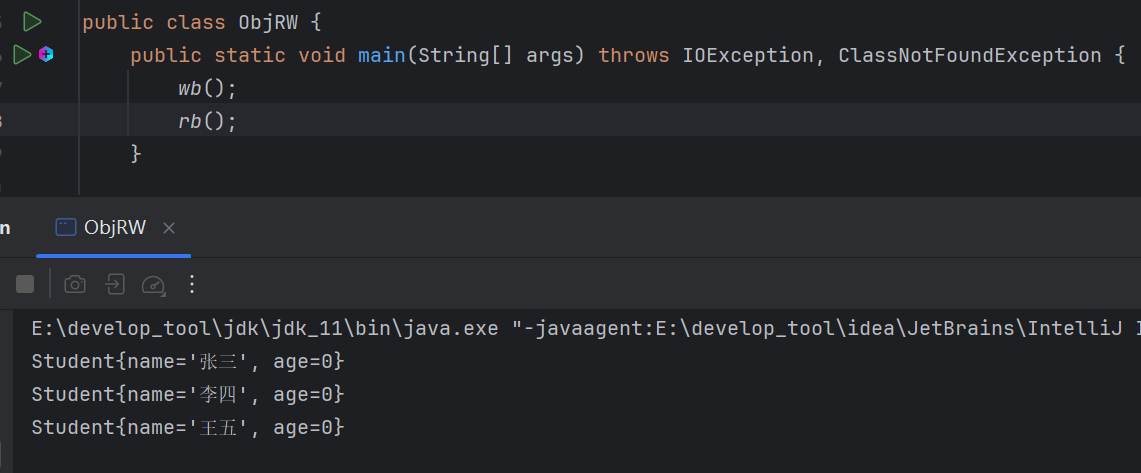 public class ObjRW {
public static void main(String[] args) throws IOException, ClassNotFoundException {
wb();
rb();
}
n
ObjRW
E:\develop_tool\jdk\jdk_11\bin\java.exe "-javaagent:E:\develop_tool\idea\JetBrains\IntelliJ
Student{name='张三', age=0}
Student{name='李四', age=0}
Student{name='王五', age=0}